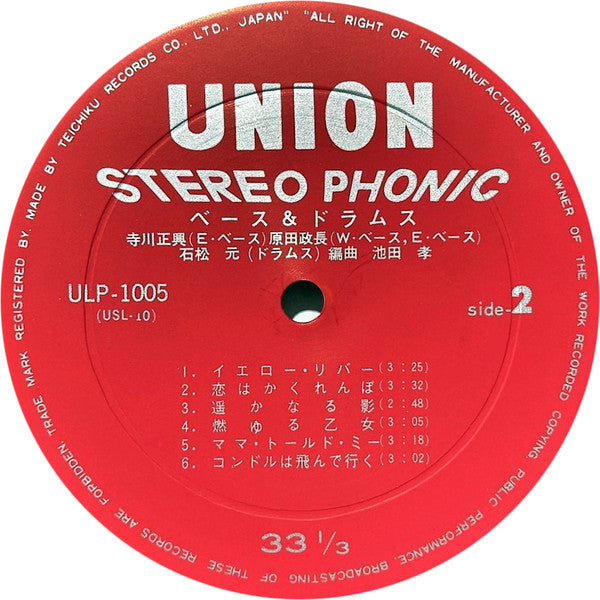 TRADE MARK REGISTERED BY. MADE BY TEICHIKU RECORDS CO., LTD., JAPAN" "ALL RIGHT OF THE MANUFACTURER AND OWNER OF THE WORK RECORDED COPYING PUBLIC PERFORMANCE, BROADCASTING OF THESE RECORDS ARE FORBIDDEN.
UNION
STEREO PHONIC
ベース&ドラムス
寺川正興(E・ベース)原田政長(W・ベース,E・ベース)
石松 元(ドラムス)編曲 池田 孝
ULP-1005
(USL-10)
side-2
1. イエロー・リバー(3:25)
2. 恋はかくれんぼ(3:32)
3. 遥かなる影(2:48)
4. 燃ゆる乙女(3:05)
5. ママ・トールド・ミー(3:18)
6. コンドルは飛んで行く(3:02)
33 1/3